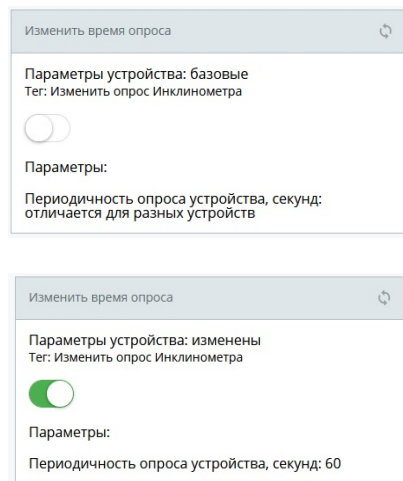 Изменить время опроса
Параметры устройства: базовые
Тег: Изменить опрос Инклинометра
Параметры:
Периодичность опроса устройства, секунд:
отличается для разных устройств
Изменить время опроса
Параметры устройства: изменены
Тег: Изменить опрос Инклинометра
Параметры:
Периодичность опроса устройства, секунд: 60